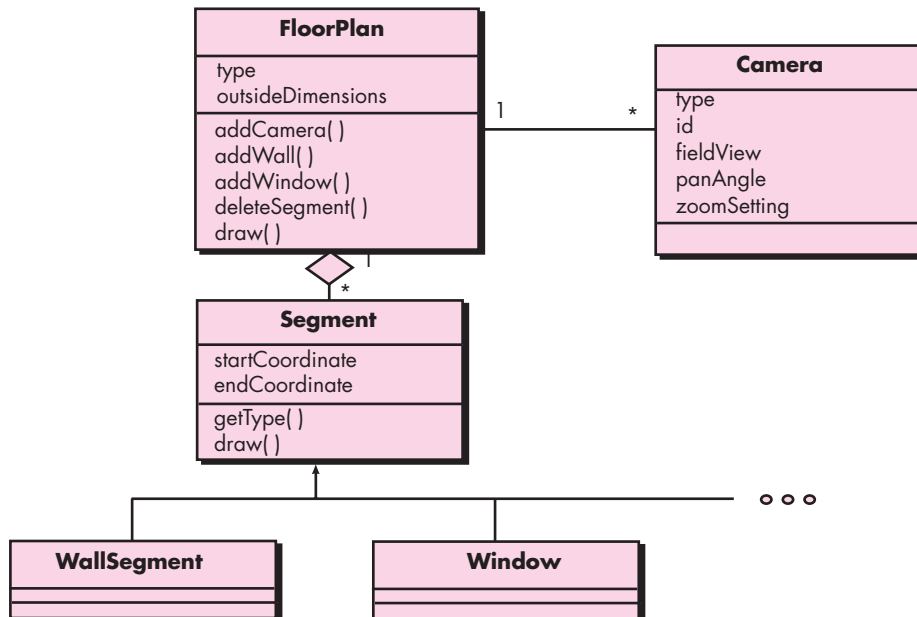 FloorPlan
type
outsideDimensions
addCamera( )
addWall( )
addWindow( )
deleteSegment( )
draw( )
1
*
Camera
type
id
fieldView
panAngle
zoomSetting
1
*
Segment
startCoordinate
endCoordinate
getType( )
draw( )
WallSegment
Window